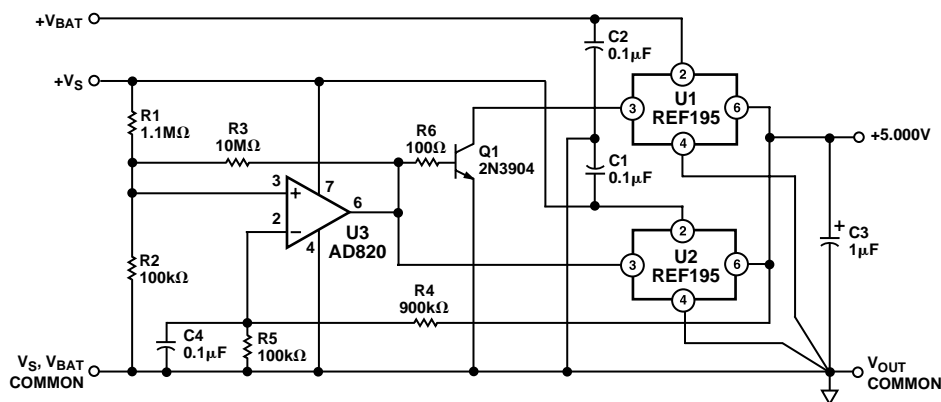 +VBAT
C2
0.1µF
2
U1
REF195
3
6
4
+VS
R1
1.1MΩ
R3
10MΩ
R6
100Ω
Q1
2N3904
C1
0.1µF
+5.000V
3
+
7
2
−
6
4
U3
AD820
2
U2
REF195
3
6
4
+
C3
1µF
R2
100kΩ
R4
900kΩ
C4
0.1µF
R5
100kΩ
VS, VBAT
COMMON
VOUT
COMMON